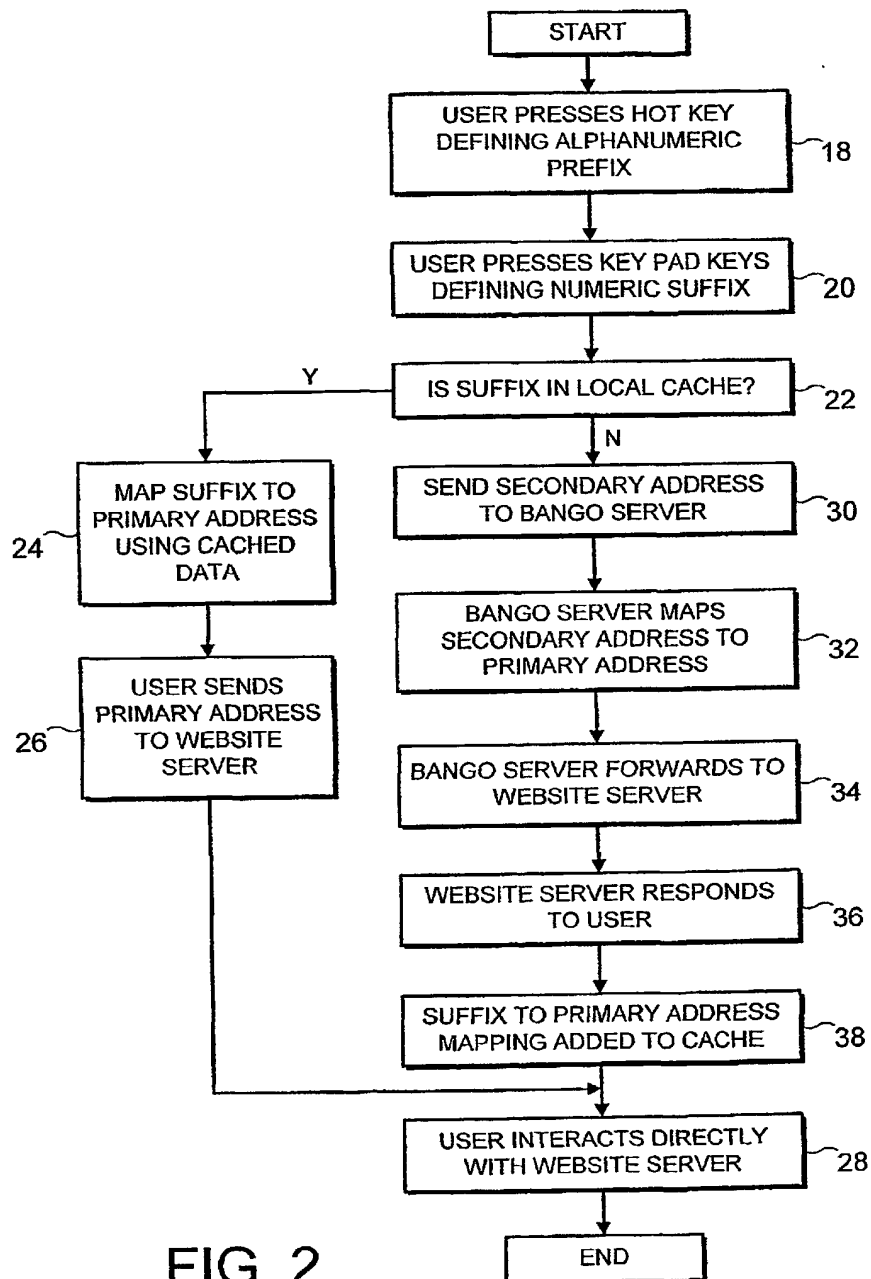 START
USER PRESSES HOT KEY
DEFINING ALPHANUMERIC
PREFIX
18
USER PRESSES KEY PAD KEYS
DEFINING NUMERIC SUFFIX
20
Y
IS SUFFIX IN LOCAL CACHE?
22
N
MAP SUFFIX TO
PRIMARY ADDRESS
USING CACHED
DATA
24
SEND SECONDARY ADDRESS
TO BANGO SERVER
30
BANGO SERVER MAPS
SECONDARY ADDRESS TO
PRIMARY ADDRESS
32
USER SENDS
PRIMARY ADDRESS
TO WEBSITE
SERVER
26
BANGO SERVER FORWARDS TO
WEBSITE SERVER
34
WEBSITE SERVER RESPONDS
TO USER
36
SUFFIX TO PRIMARY ADDRESS
MAPPING ADDED TO CACHE
38
USER INTERACTS DIRECTLY
WITH WEBSITE SERVER
28
END
FIG. 2